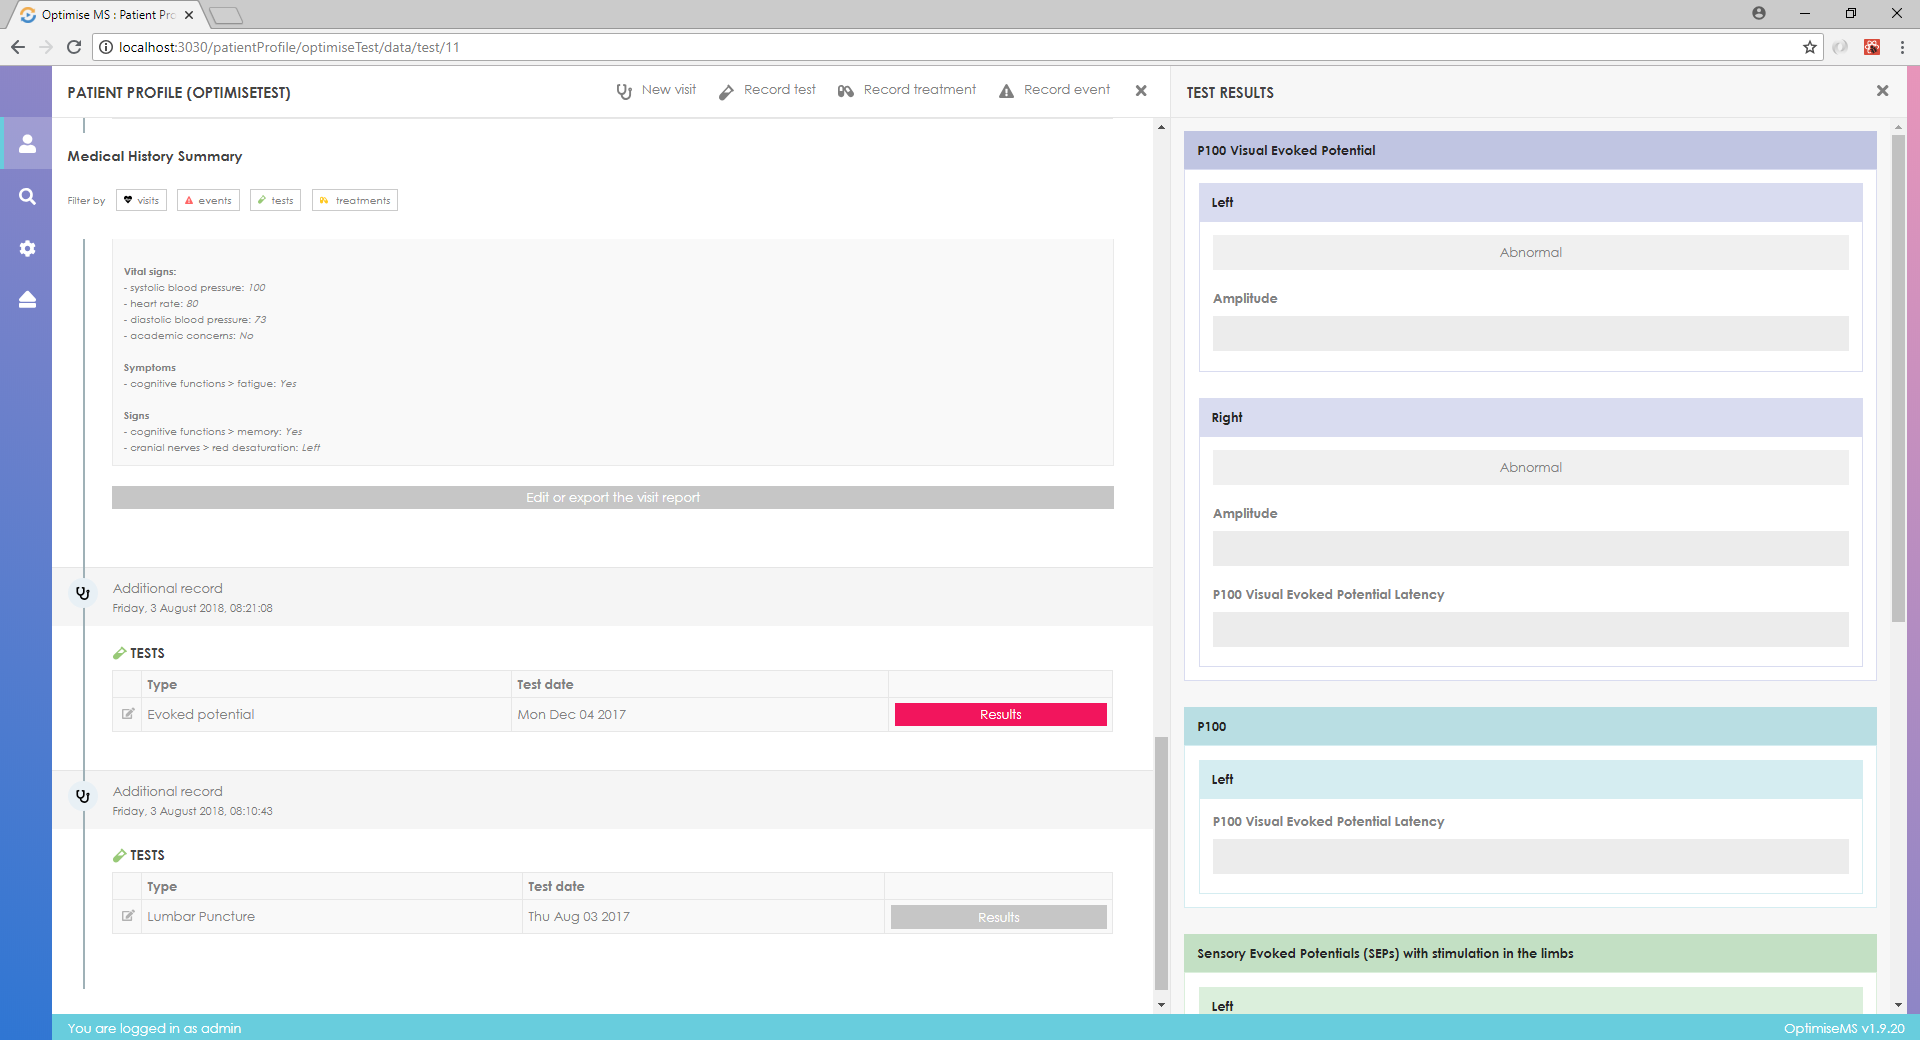 Optimise MS : Patient Pro
localhost:3030/patientProfile/optimiseTest/data/test/11
PATIENT PROFILE (OPTIMISETEST)
New visit
Record test
Record treatment
Record event
Medical History Summary
Filter by
visits
events
tests
treatments
Vital signs:
- systolic blood pressure: 100
- heart rate: 80
- diastolic blood pressure: 73
- academic concerns: No
Symptoms
- cognitive functions > fatigue: Yes
Signs
- cognitive functions > memory: Yes
- cranial nerves > red desaturation: Left
Edit or export the visit report
Additional record
Friday, 3 August 2018, 08:21:08
TESTS
Type Test date
Evoked potential Mon Dec 04 2017 Results
Additional record
Friday, 3 August 2018, 08:10:43
TESTS
Type Test date
Lumbar Puncture Thu Aug 03 2017 Results
TEST RESULTS
P100 Visual Evoked Potential
Left
Abnormal
Amplitude
Right
Abnormal
Amplitude
P100 Visual Evoked Potential Latency
P100
Left
P100 Visual Evoked Potential Latency
Sensory Evoked Potentials (SEPs) with stimulation in the limbs
Left
You are logged in as admin
OptimiseMS v1.9.20